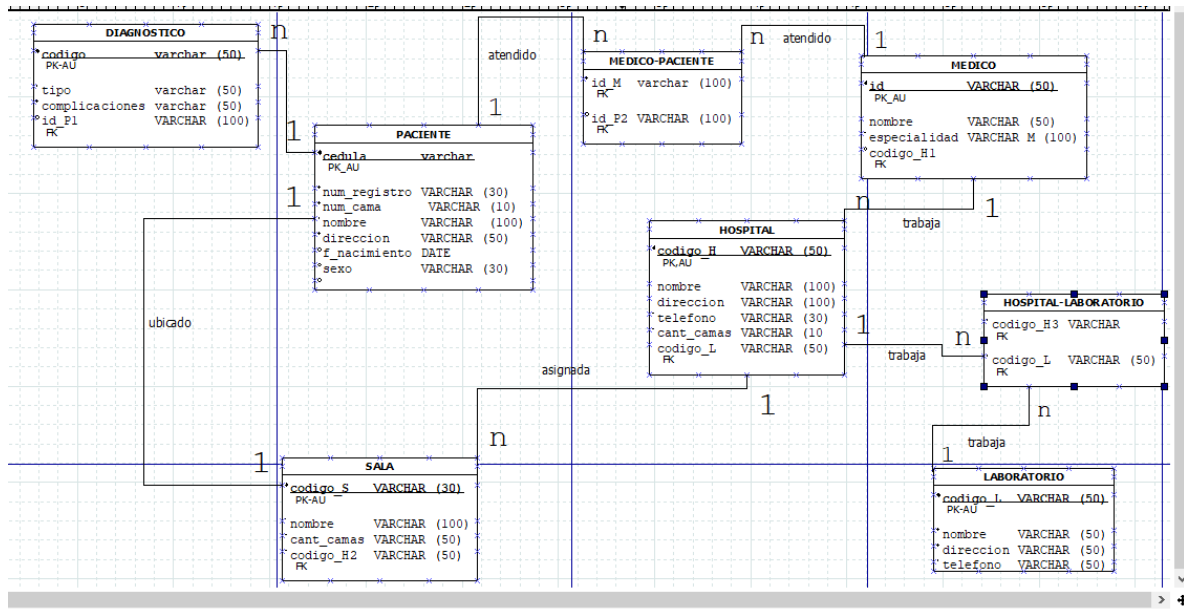 DIAGNOSTICO
codigo varchar (50)
PK-AU
tipo varchar (50)
complicaciones varchar (50)
id_P1 VARCHAR (100)
FK
n
1
atendido
1
n
MEDICO-PACIENTE
id_M varchar (100)
FK
id_P2 VARCHAR (100)
FK
n
atendido
1
MEDICO
id VARCHAR (50)
PK_AU
nombre VARCHAR (50)
especialidad VARCHAR M (100)
codigo_H1
FK
PACIENTE
cedula varchar
PK_AU
num_registro VARCHAR (30)
num_cama VARCHAR (10)
nombre VARCHAR (100)
direccion VARCHAR (50)
f_nacimiento DATE
sexo VARCHAR (30)
1
ubicado
1
n
trabaja
1
HOSPITAL
codigo_H VARCHAR (50)
PK,AU
nombre VARCHAR (100)
direccion VARCHAR (100)
telefono VARCHAR (30)
cant_camas VARCHAR (10
codigo_L VARCHAR (50)
FK
1
trabaja
n
HOSPITAL-LABORATORIO
codigo_H3 VARCHAR
FK
codigo_L VARCHAR (50)
FK
asignada
1
n
n
trabaja
1
SALA
codigo_S VARCHAR (30)
PK-AU
nombre VARCHAR (100)
cant_camas VARCHAR (50)
codigo_H2 VARCHAR (50)
FK
LABORATORIO
codigo_L VARCHAR (50)
PK-AU
nombre VARCHAR (50)
direccion VARCHAR (50)
telefono VARCHAR (50)